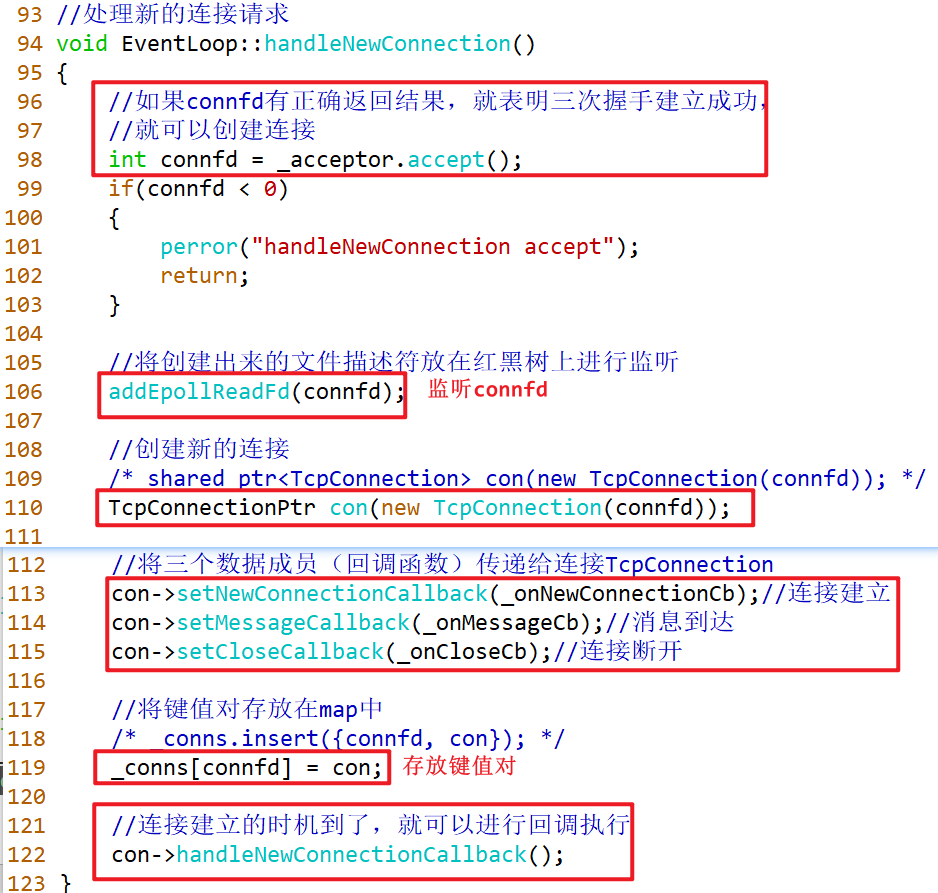 93 //处理新的连接请求
94 void EventLoop::handleNewConnection()
95 {
96 //如果connfd有正确返回结果，就表明三次握手建立成功，
97 //就可以创建连接
98 int connfd = _acceptor.accept();
99 if(connfd < 0)
100 {
101 perror("handleNewConnection accept");
102 return;
103 }
104
105 //将创建出来的文件描述符放在红黑树上进行监听
106 addEpollReadFd(connfd); 监听connfd
107
108 //创建新的连接
109 /* shared ptr<TcpConnection> con(new TcpConnection(connfd)); */
110 TcpConnectionPtr con(new TcpConnection(connfd));
111
112 //将三个数据成员（回调函数）传递给连接TcpConnection
113 con->setNewConnectionCallback(_onNewConnectionCb);//连接建立
114 con->setMessageCallback(_onMessageCb);//消息到达
115 con->setCloseCallback(_onCloseCb);//连接断开
116
117 //将键值对存放在map中
118 /* _conns.insert({connfd, con}); */
119 _conns[connfd] = con; 存放键值对
120
121 //连接建立的时机到了，就可以进行回调执行
122 con->handleNewConnectionCallback();
123 }